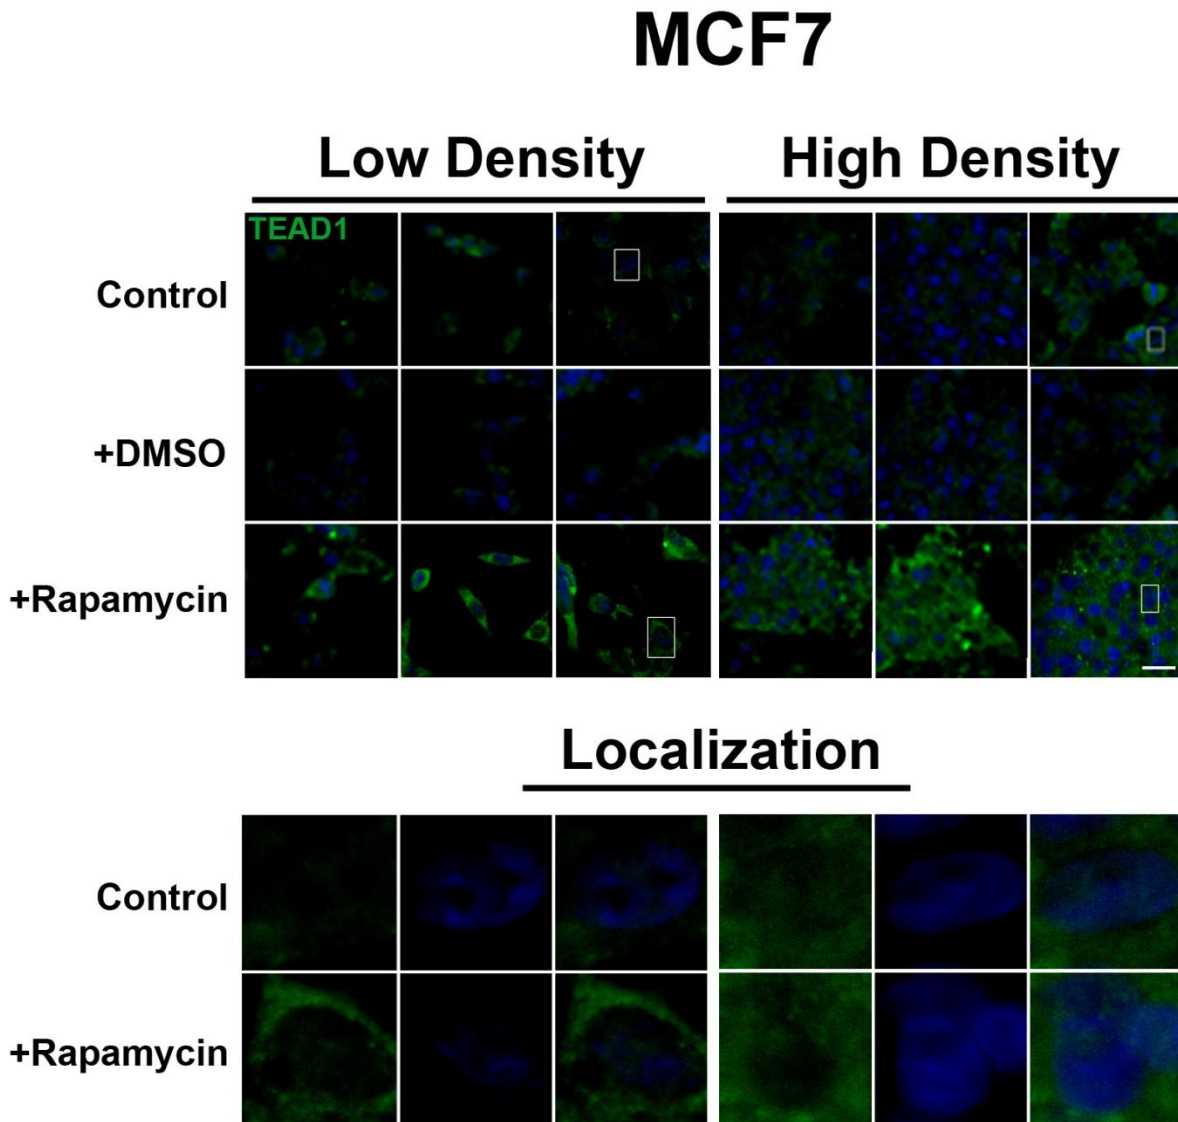 MCF7
Low Density
High Density
TEAD1
Control
+DMSO
+Rapamycin
Localization
Control
+Rapamycin